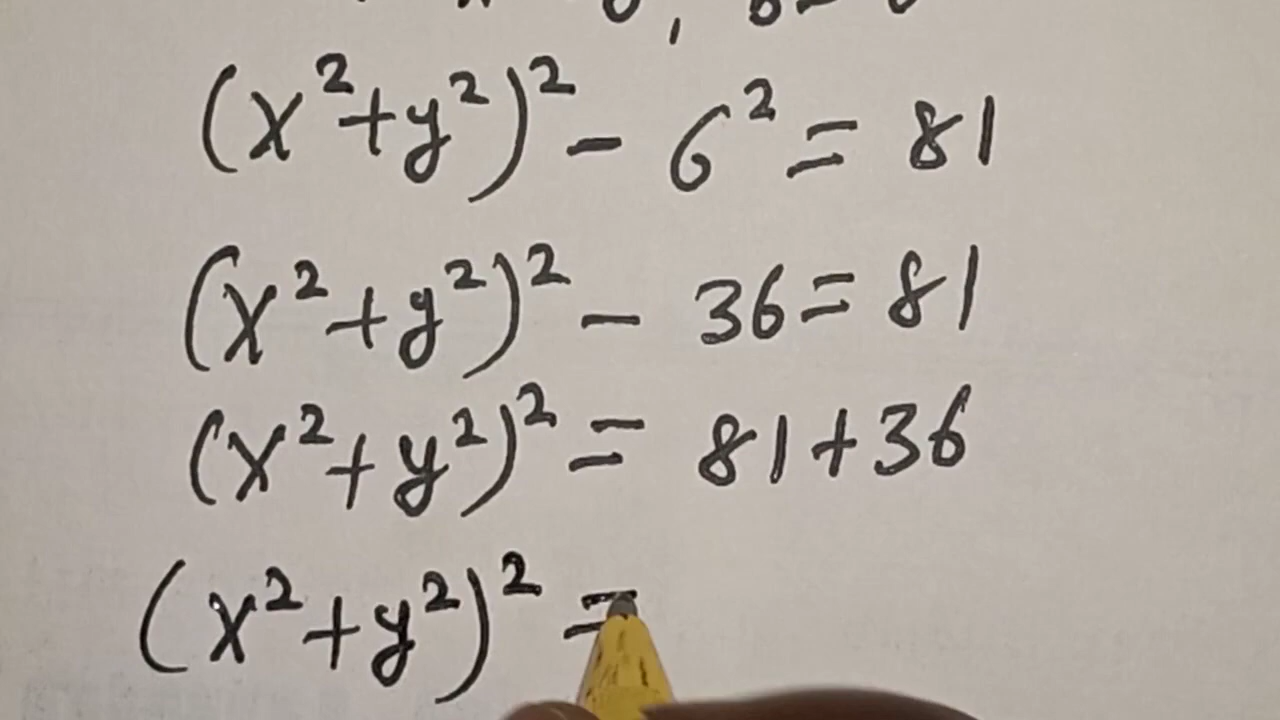 (x²+y²)² - 6² = 81
(x²+y²)² - 36 = 81
(x²+y²)² = 81+36
(x²+y²)² =